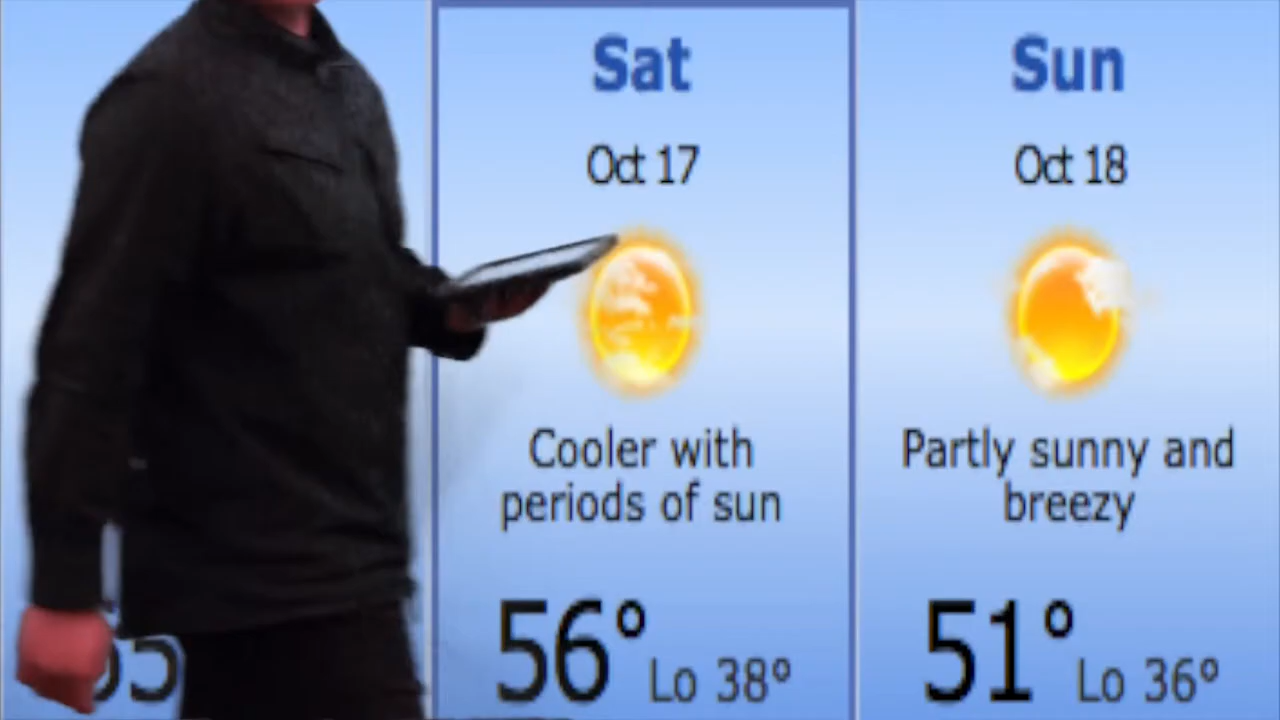 Sat
Oct 17
Cooler with
periods of sun
56° Lo 38°
Sun
Oct 18
Partly sunny and
breezy
51° Lo 36°